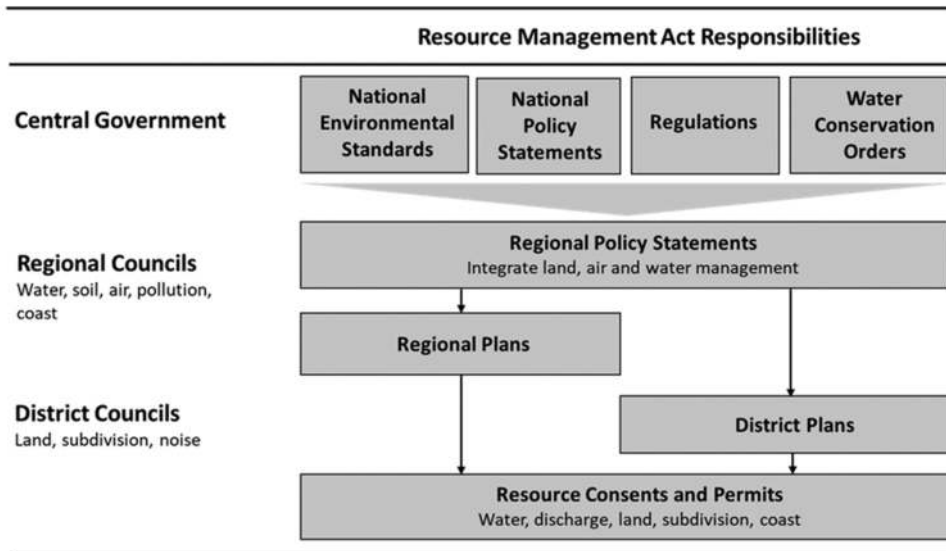 Resource Management Act Responsibilities
Central Government
National
Environmental
Standards
National
Policy
Statements
Regulations
Water
Conservation
Orders
Regional Councils
Water, soil, air, pollution,
coast
Regional Policy Statements
Integrate land, air and water management
Regional Plans
District Councils
Land, subdivision, noise
District Plans
Resource Consents and Permits
Water, discharge, land, subdivision, coast